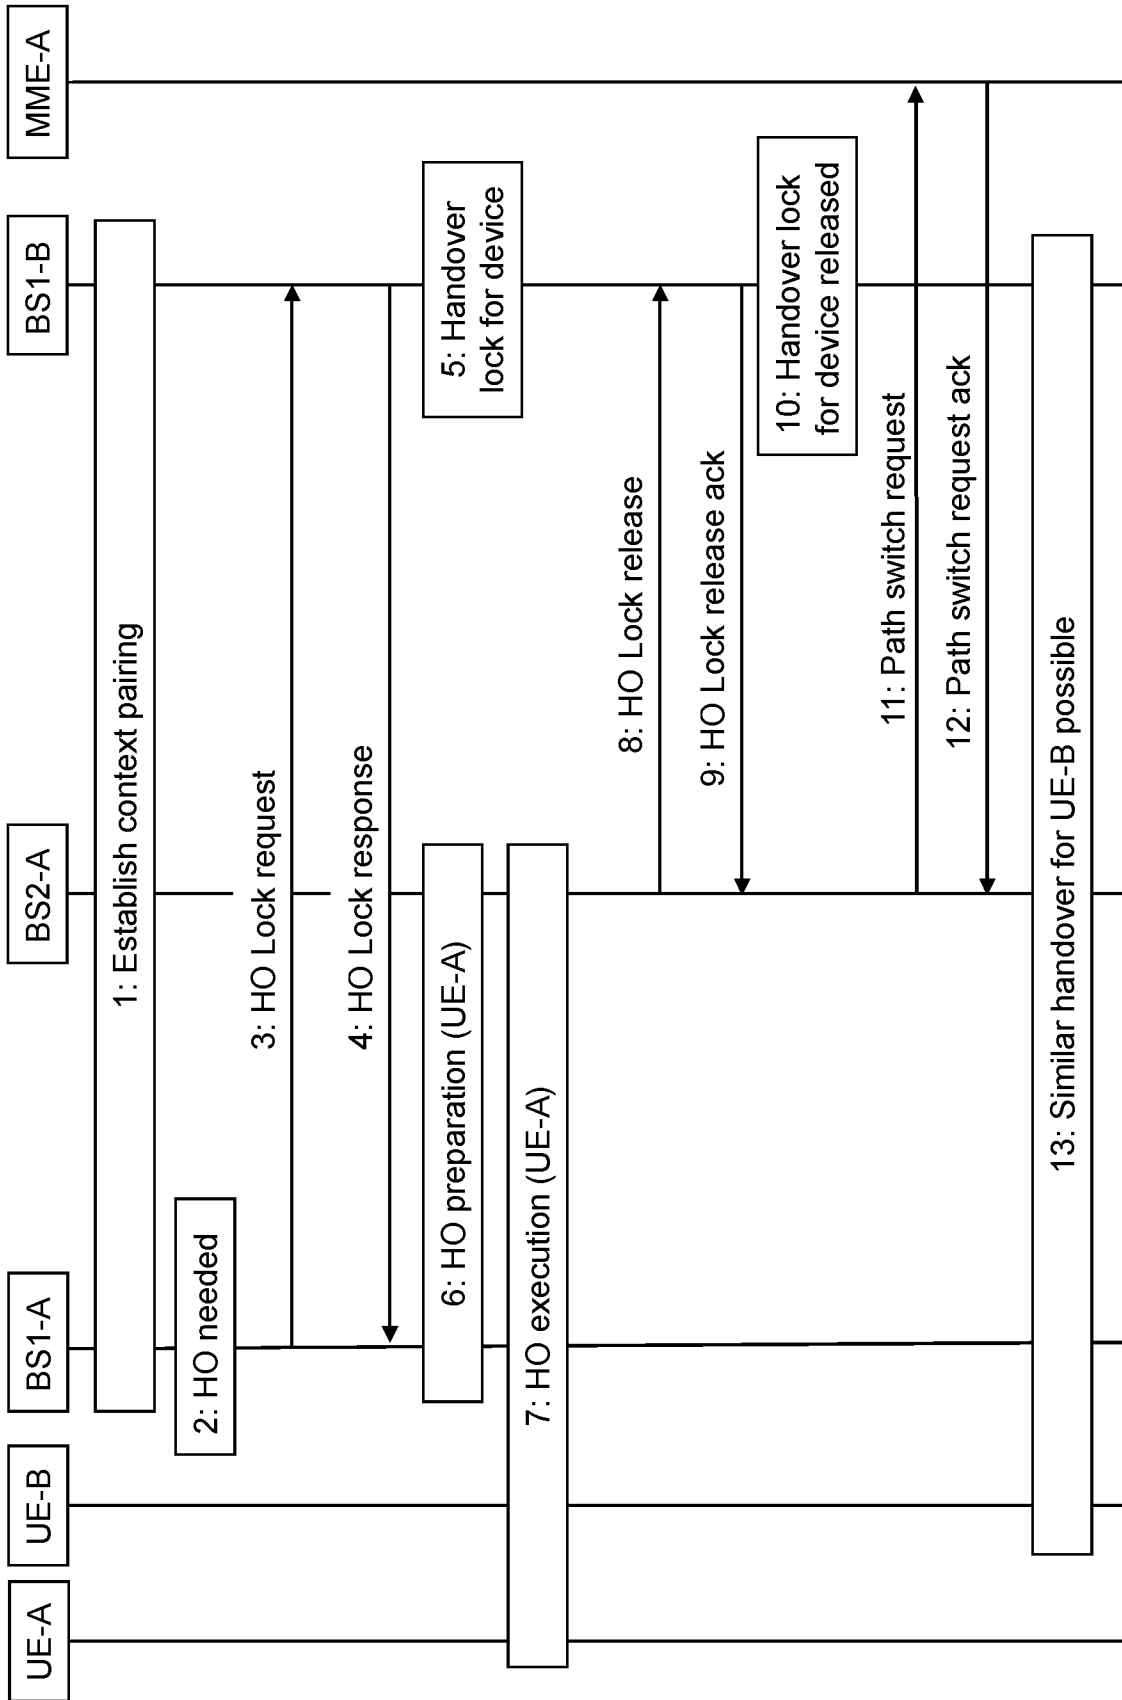 UE-A
UE-B
BS1-A
BS2-A
BS1-B
MME-A
1: Establish context pairing
2: HO needed
3: HO Lock request
4: HO Lock response
5: Handover
lock for device
6: HO preparation (UE-A)
7: HO execution (UE-A)
8: HO Lock release
9: HO Lock release ack
10: Handover lock
for device released
11: Path switch request
12: Path switch request ack
13: Similar handover for UE-B possible